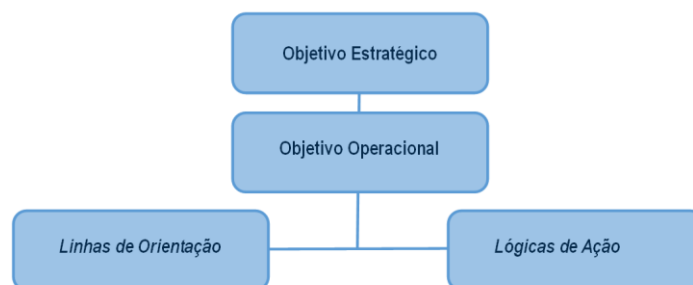 Objetivo Estratégico
Objetivo Operacional
Linhas de Orientação
Lógicas de Ação